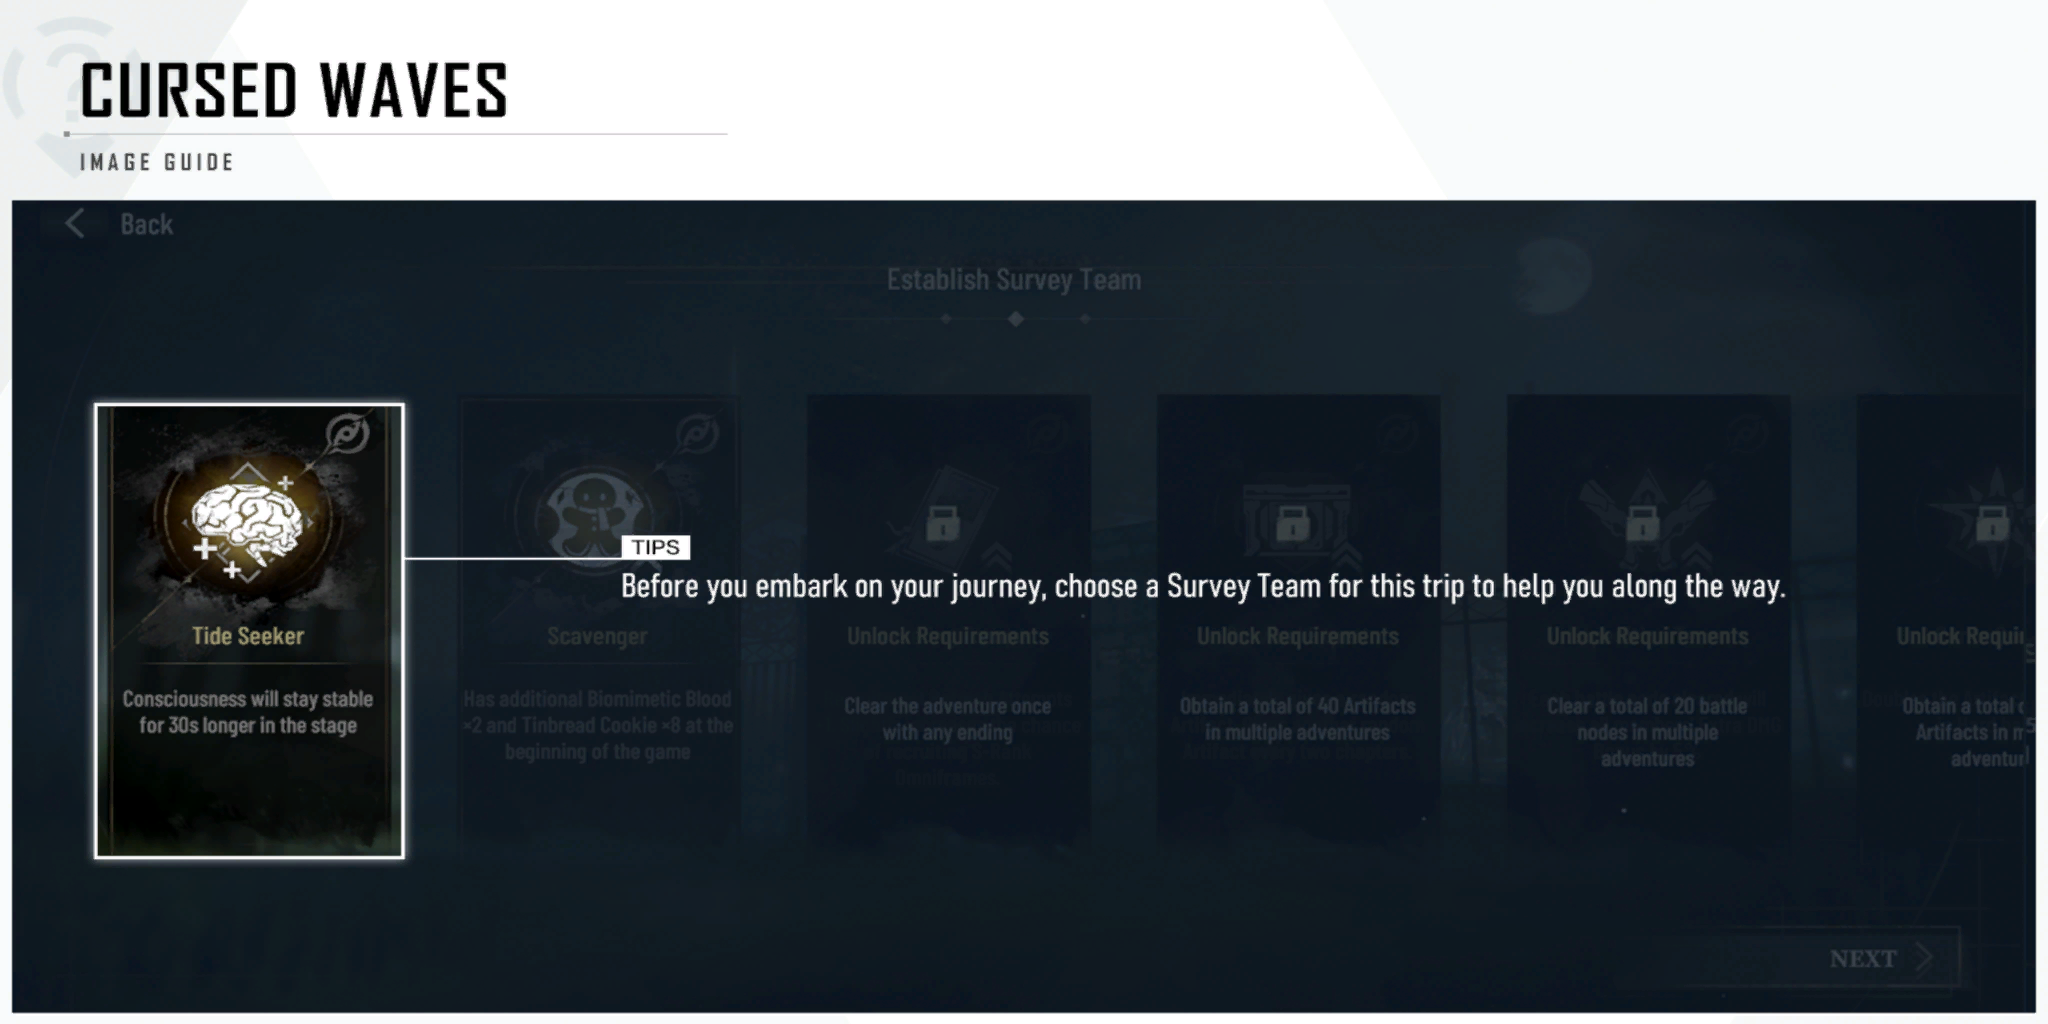 CURSED WAVES
IMAGE GUIDE
Back
Establish Survey Team
TIPS
Before you embark on your journey, choose a Survey Team for this trip to help you along the way.
Tide Seeker
Consciousness will stay stable
for 30s longer in the stage
Scavenger
Has additional Biomimetic Blood
×2 and Tinbread Cookie ×8 at the
beginning of the game
Unlock Requirements
Clear the adventure once
with any ending
Unlock Requirements
Obtain a total of 40 Artifacts
in multiple adventures
Unlock Requirements
Clear a total of 20 battle
nodes in multiple
adventures
Unlock Requi
Obtain a total
Artifacts in
adventu
NEXT